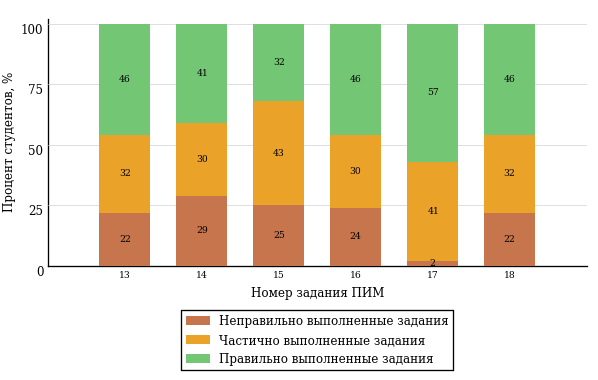 Процент студентов, %
100
75
50
25
0
46 41 32 46 57 46
32 30 43 30 41 32
22 29 25 24 2 22
13 14 15 16 17 18
Номер задания ПИМ
Неправильно выполненные задания
Частично выполненные задания
Правильно выполненные задания